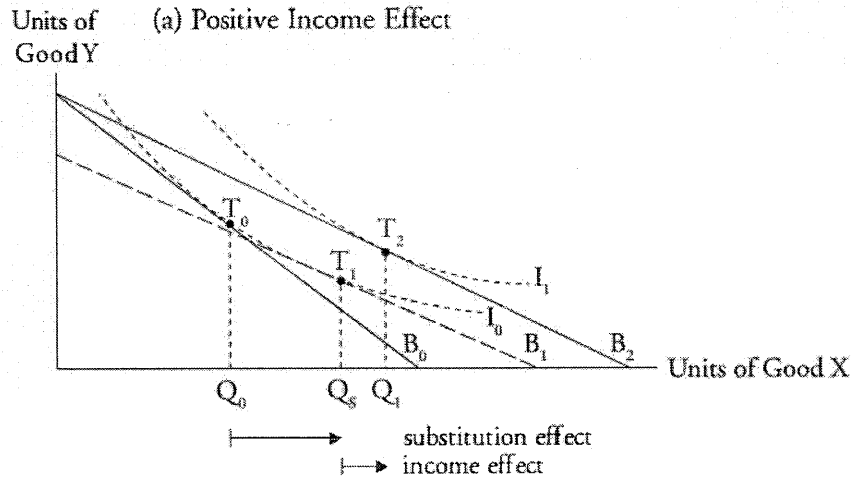 Units of
Good Y
(a) Positive Income Effect
T₀
T₂
T₁
I₁
I₀
B₀
B₁
B₂
Units of Good X
Q₀
Qₛ
Q₁
substitution effect
income effect